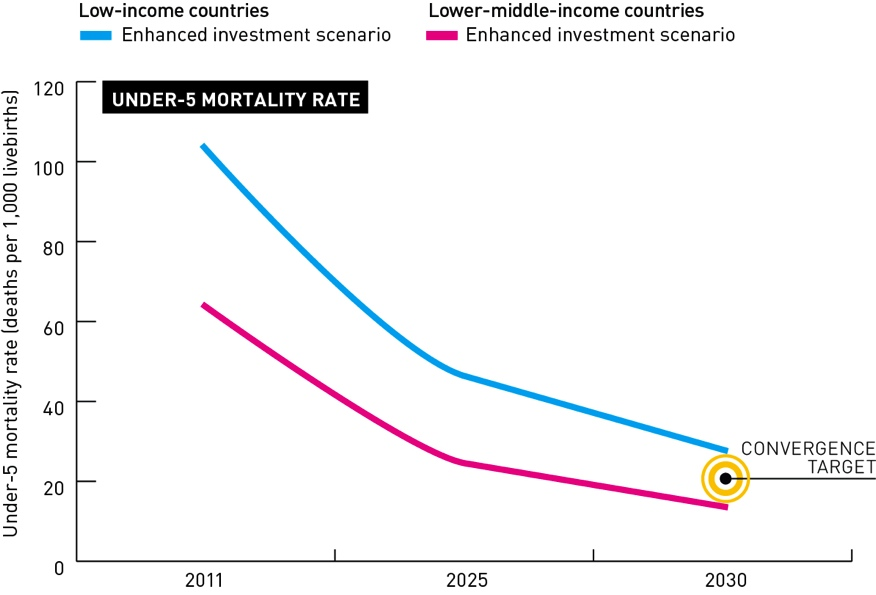 Low-income countries
Enhanced investment scenario
Lower-middle-income countries
Enhanced investment scenario
UNDER-5 MORTALITY RATE
Under-5 mortality rate (deaths per 1,000 livebirths)
120
100
80
60
40
20
0
CONVERGENCE
TARGET
2011
2025
2030